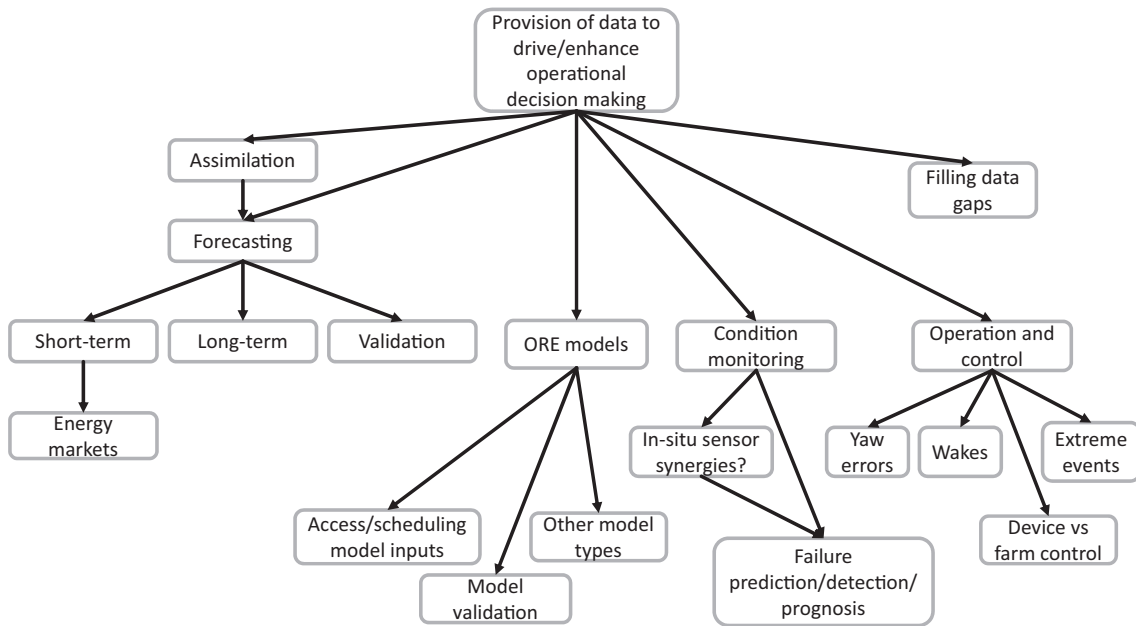 Provision of data to
drive/enhance
operational
decision making
Assimilation
Filling data
gaps
Forecasting
Short-term
Long-term
Validation
ORE models
Condition
monitoring
Operation and
control
Energy
markets
In-situ sensor
synergies?
Yaw
errors
Wakes
Extreme
events
Access/scheduling
model inputs
Other model
types
Device vs
farm control
Model
validation
Failure
prediction/detection/
prognosis